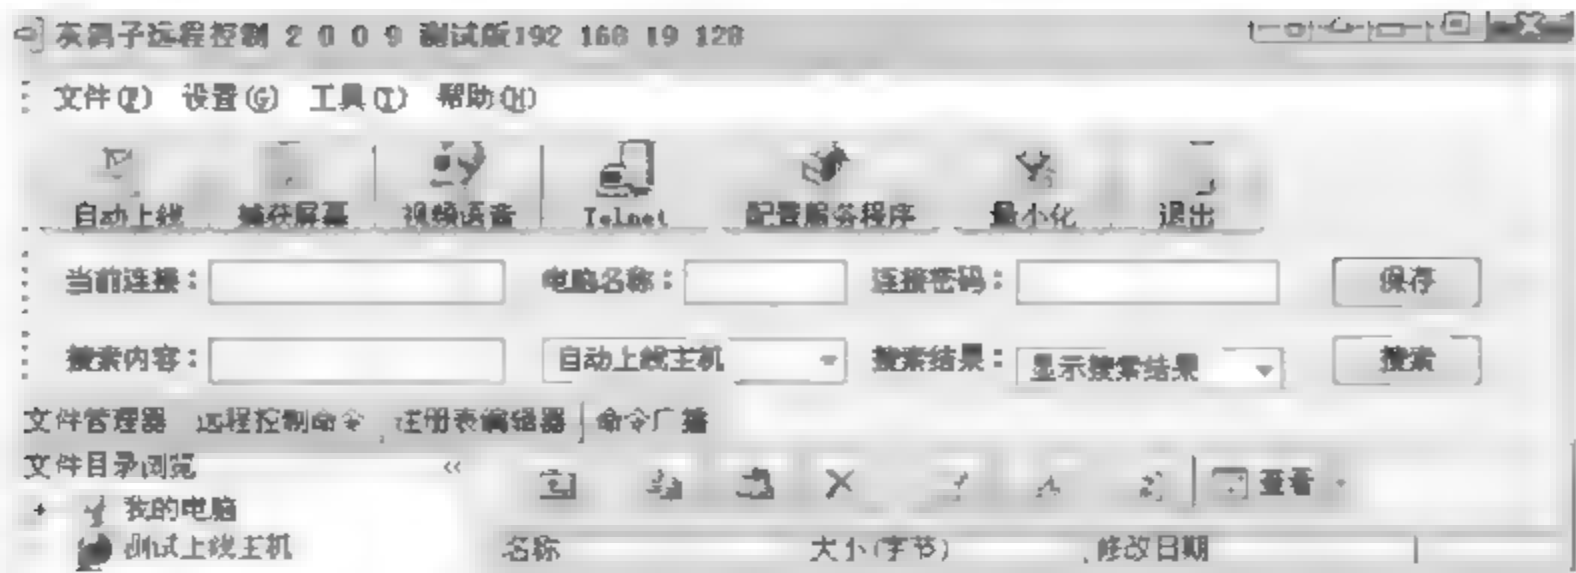 灰鸽子远程控制 2 0 0 9 测试版192 168 19 128
文件(F) 设置(G) 工具(T) 帮助(H)
自动上线 捕获屏幕 视频语音 Telnet 配置服务程序 最小化 退出
当前连接： 电脑名称： 连接密码： 保存
搜索内容： 自动上线主机 搜索结果： 显示搜索结果 搜索
文件管理器 远程控制命令 注册表编辑器 命令广播
文件目录浏览 « 查看
我的电脑
测试上线主机 名称 大小(字节) 修改日期